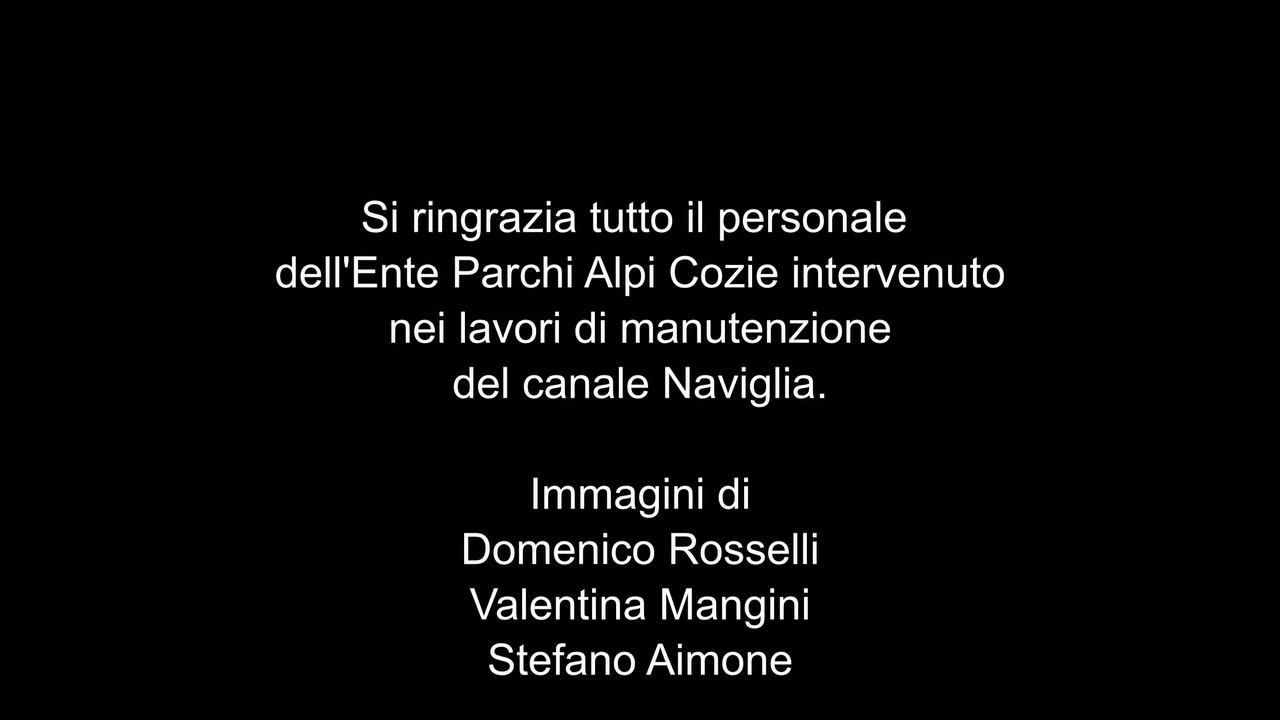 Si ringrazia tutto il personale
dell'Ente Parchi Alpi Cozie intervenuto
nei lavori di manutenzione
del canale Naviglia.
Immagini di
Domenico Rosselli
Valentina Mangini
Stefano Aimone